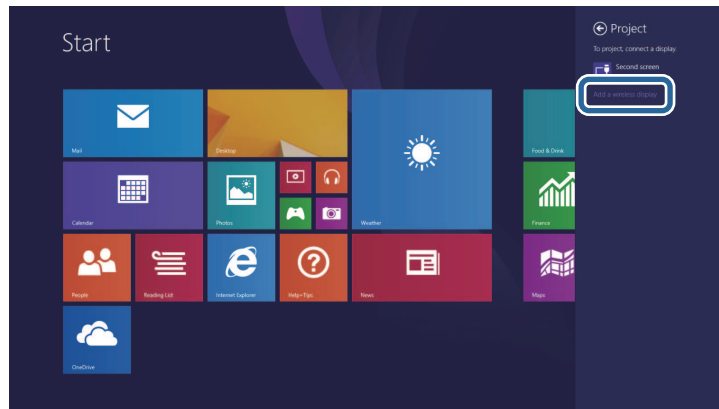 Start
Project
To project, connect a display
Second screen
Add a wireless display
Mail
Desktop
Food & Drink
Calendar
Photos
Weather
Finance
People
Reading List
Internet Explorer
Help+Tips
News
Maps
OneDrive